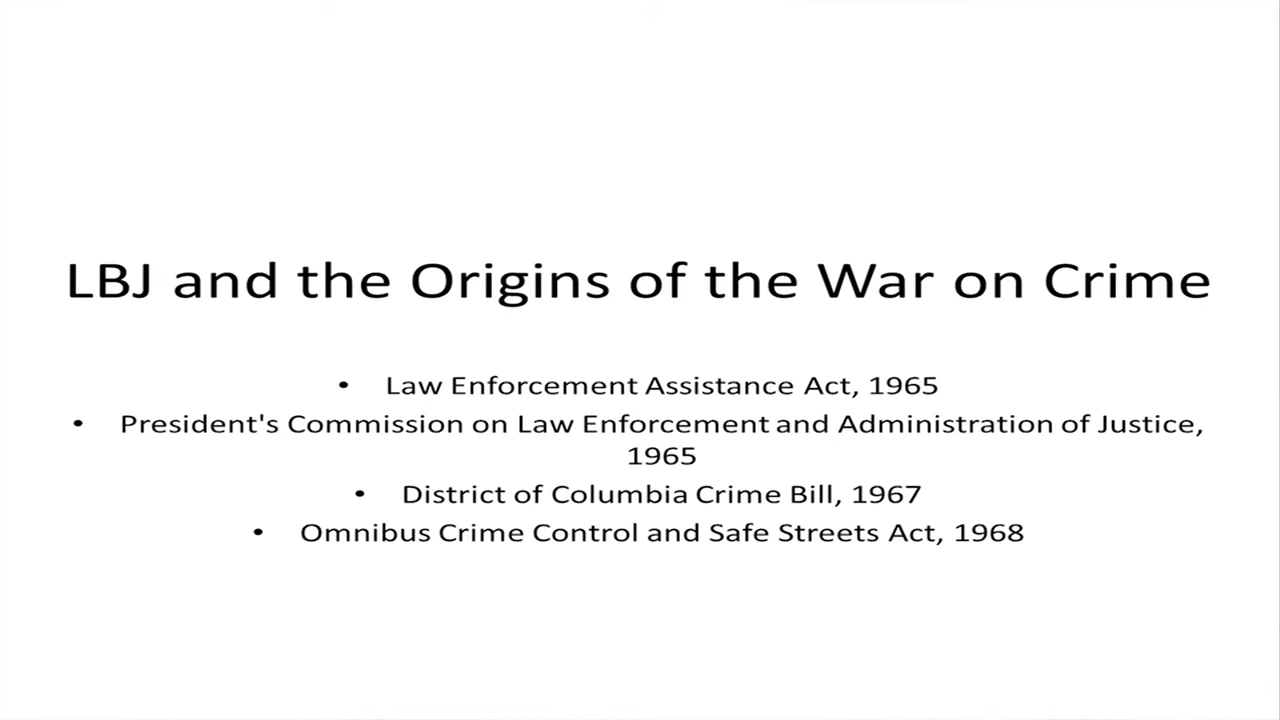 LBJ and the Origins of the War on Crime
• Law Enforcement Assistance Act, 1965
• President's Commission on Law Enforcement and Administration of Justice,
1965
• District of Columbia Crime Bill, 1967
• Omnibus Crime Control and Safe Streets Act, 1968